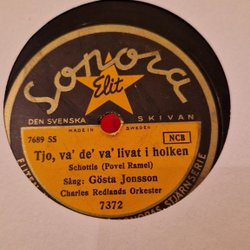 Sonora
Elit
DEN SVENSKA SKIVAN
MADE IN SWEDEN
7689 SS
NCB
Tjo, va' de' va' livat i holken
Schottis (Povel Ramel)
Sång: Gösta Jonsson
Charles Redlands Orkester
7372